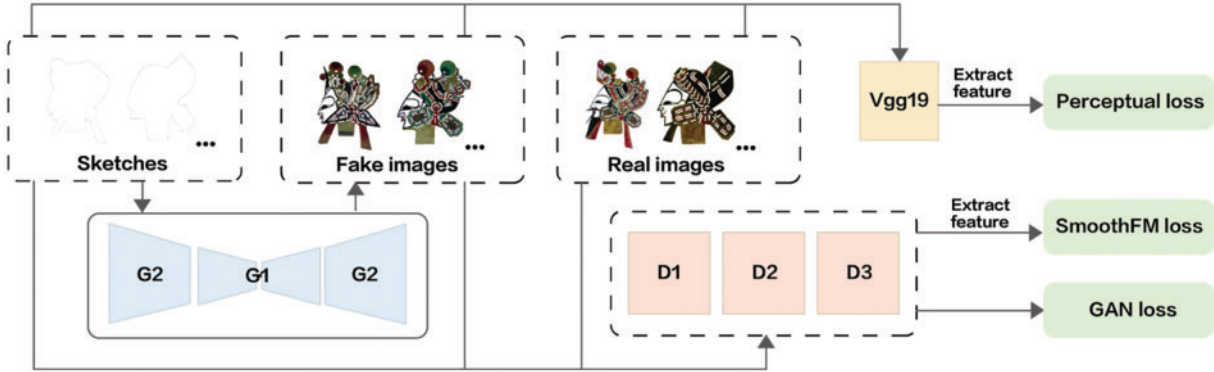 Sketches
...
Fake images
...
Real images
...
Vgg19
Extract
feature
Perceptual loss
G2
G1
G2
D1
D2
D3
Extract
feature
SmoothFM loss
GAN loss